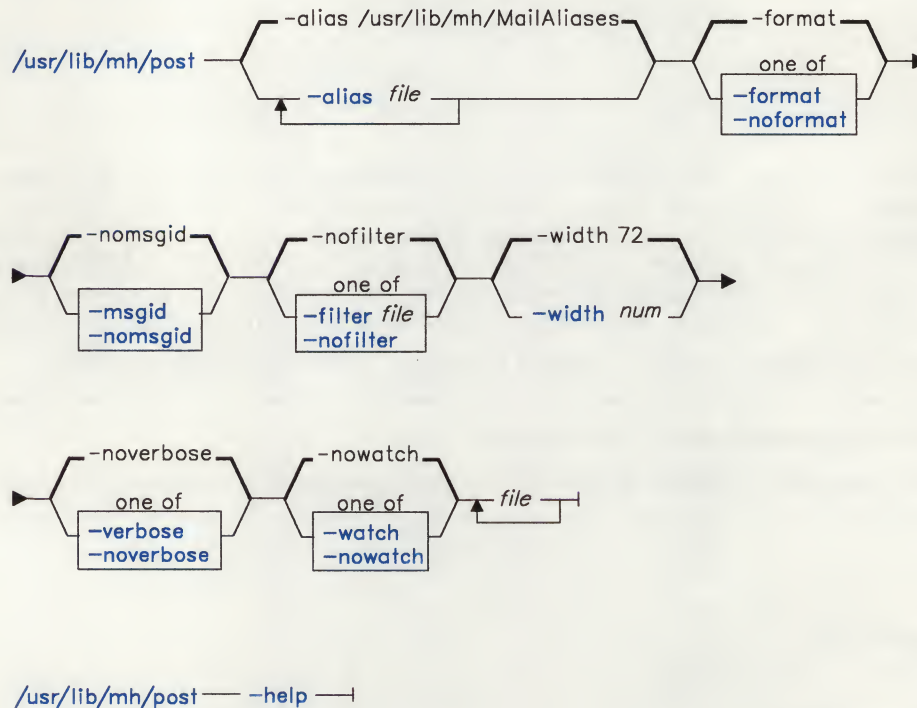 -alias /usr/lib/mh/MailAliases
-format
/usr/lib/mh/post
one of
-alias file
-format
-noformat
-nomsgid
-nofilter
-width 72
one of
-msgid
-filter file
-width num
-nomsgid
-nofilter
-noverbose
-nowatch
one of
one of
file
-verbose
-watch
-noverbose
-nowatch
/usr/lib/mh/post
-help